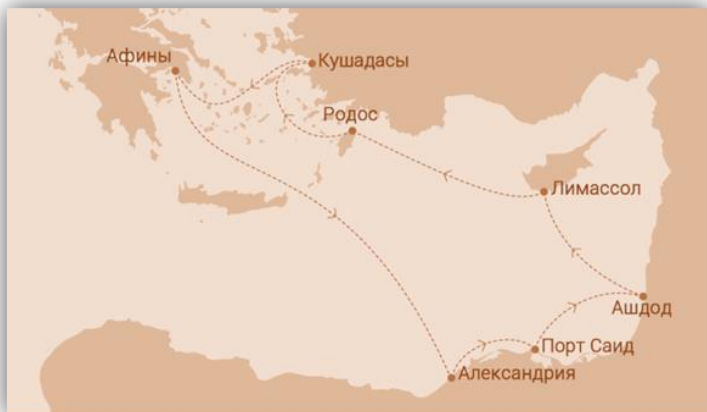 Афины
Кушадасы
Родос
Лимассол
Ашдод
Порт Саид
Александрия